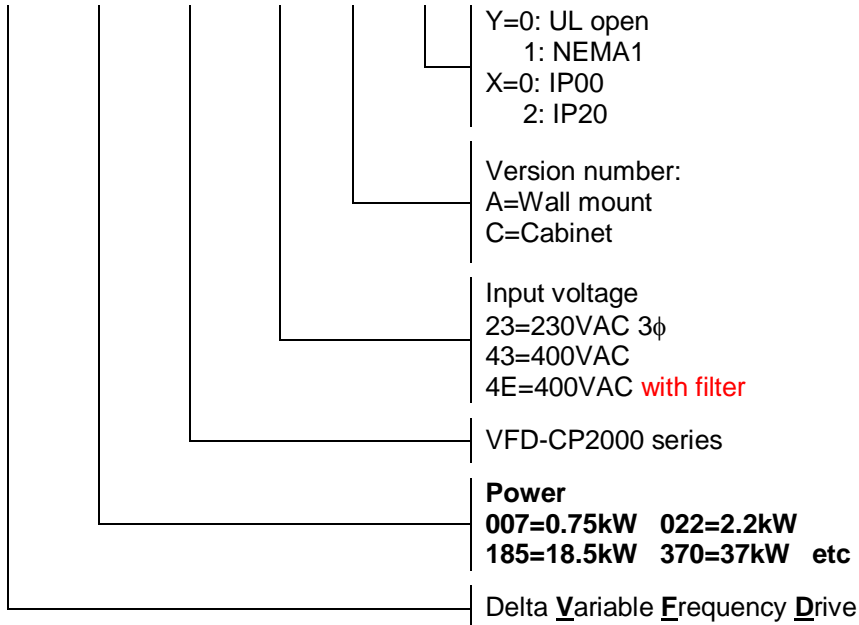 Y=0: UL open
1: NEMA1
X=0: IP00
2: IP20
Version number:
A=Wall mount
C=Cabinet
Input voltage
23=230VAC 3ϕ
43=400VAC
4E=400VAC with filter
VFD-CP2000 series
Power
007=0.75kW 022=2.2kW
185=18.5kW 370=37kW etc
Delta Variable Frequency Drive